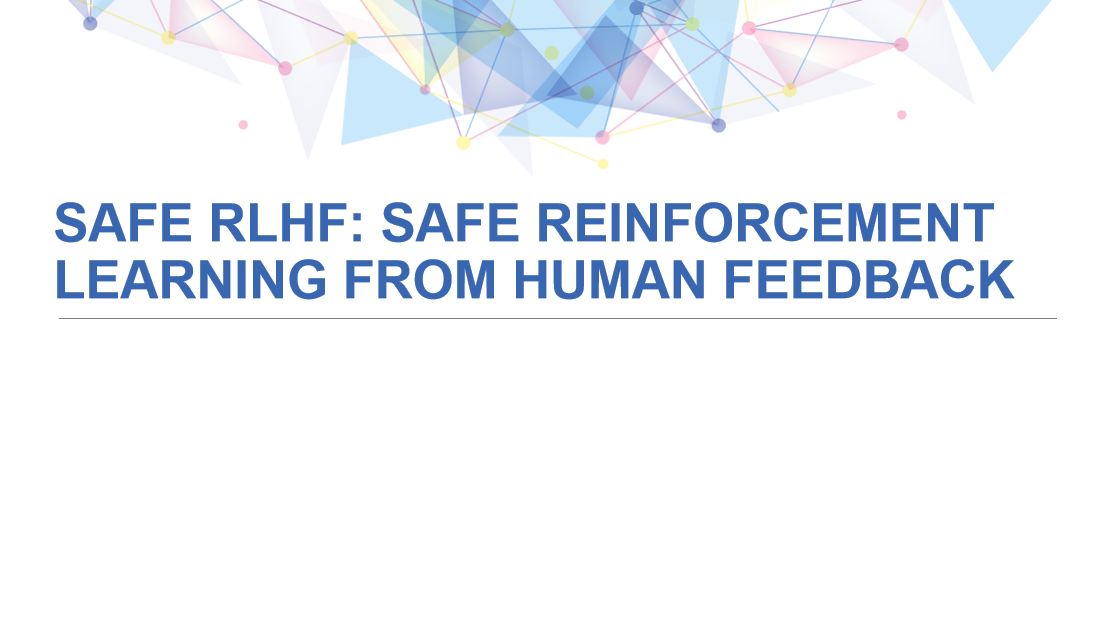 SAFE RLHF: SAFE REINFORCEMENT
LEARNING FROM HUMAN FEEDBACK